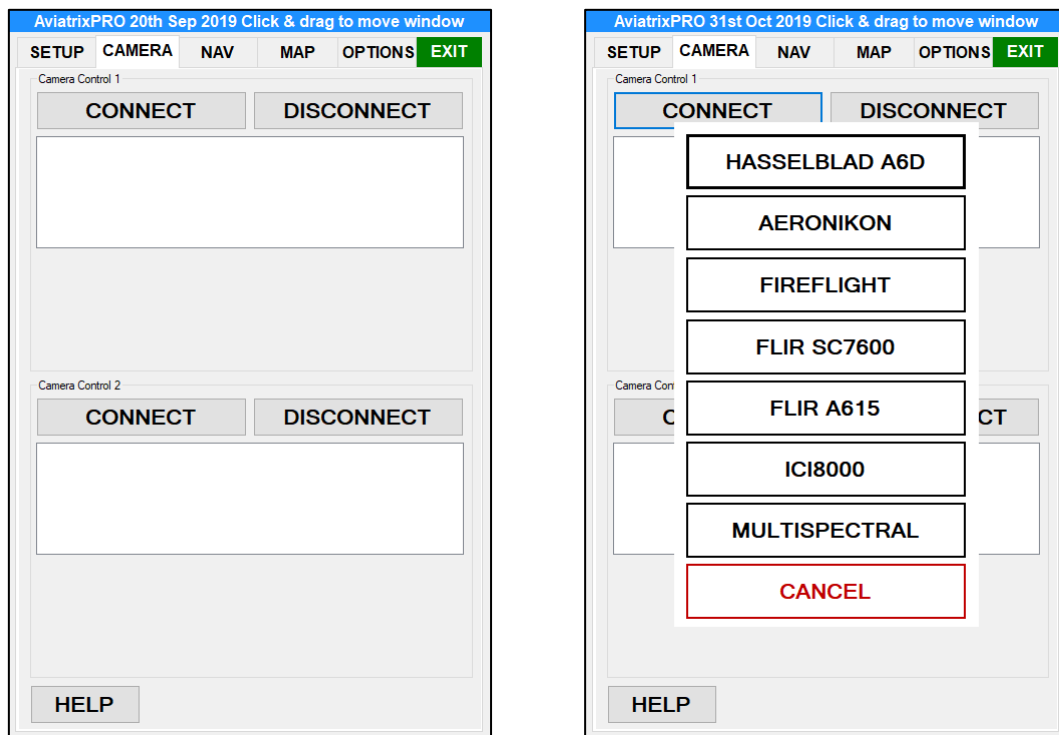 AviatrixPRO 20th Sep 2019 Click & drag to move window
SETUP CAMERA NAV MAP OPTIONS EXIT
Camera Control 1
CONNECT DISCONNECT
Camera Control 2
CONNECT DISCONNECT
HELP
AviatrixPRO 31st Oct 2019 Click & drag to move window
SETUP CAMERA NAV MAP OPTIONS EXIT
Camera Control 1
CONNECT DISCONNECT
HASSELBLAD A6D
AERONIKON
FIREFLIGHT
FLIR SC7600
Camera Con
FLIR A615
C CT
ICI8000
MULTISPECTRAL
CANCEL
HELP